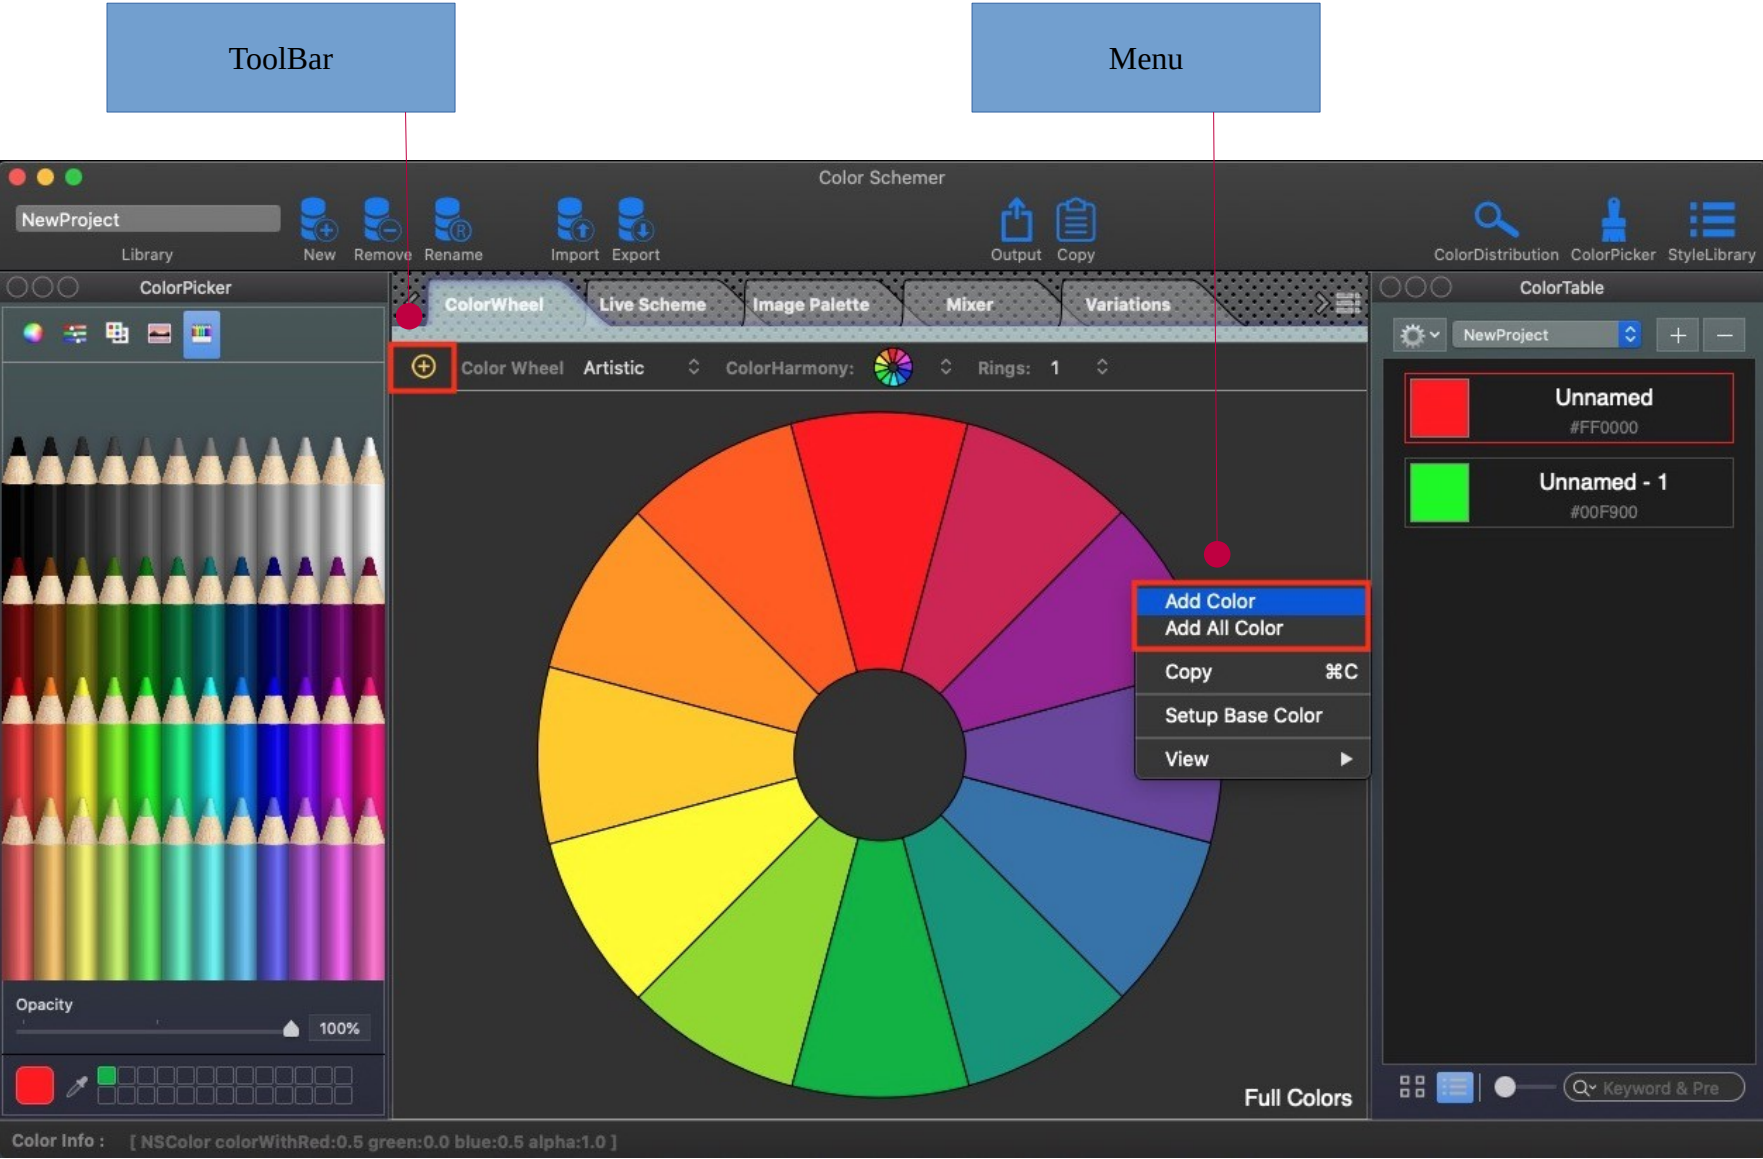 ToolBar
Menu
Color Schemer
NewProject
Library
New
Remove
Rename
Import
Export
Output
Copy
ColorDistribution
ColorPicker
StyleLibrary
ColorPicker
ColorWheel
Live Scheme
Image Palette
Mixer
Variations
ColorTable
NewProject
Color Wheel Artistic ColorHarmony: Rings: 1
Unnamed
#FF0000
Unnamed - 1
#00F900
Add Color
Add All Color
Copy ⌘C
Setup Base Color
View
Opacity
100%
Full Colors
Keyword & Pre
Color Info : [ NSColor colorWithRed:0.5 green:0.0 blue:0.5 alpha:1.0 ]